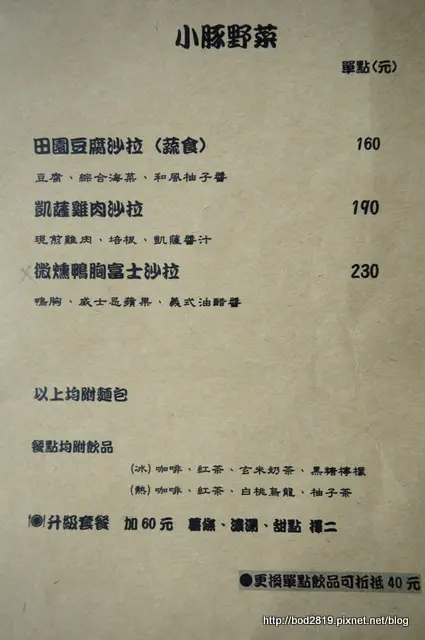 小豚野菜
單點(元)
田園豆腐沙拉（蔬食） 160
豆腐、綜合海菜、和風柚子醬
凱薩雞肉沙拉 190
現煎雞肉、培根、凱薩醬汁
微燻鴨胸富士沙拉 230
鴨胸、威士忌蘋果、義式油醋醬
以上均附麵包
餐點均附飲品
(冰) 咖啡、紅茶、玄米奶茶、黑糖檸檬
(熱) 咖啡、紅茶、白桃烏龍、柚子茶
升級套餐 加60元 薯條、濃湯、甜點 擇二
●更換單點飲品可折抵40元
http://bod2819.pixnet.net/blog